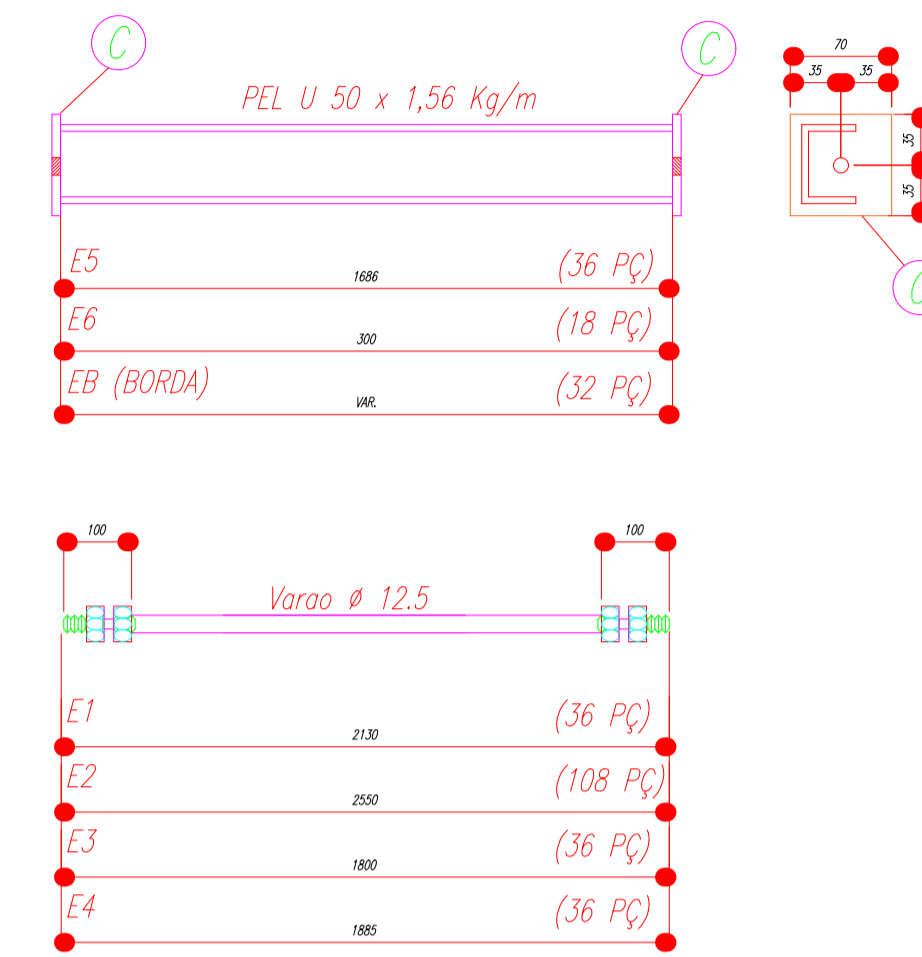 C
C
PEL U 50 x 1,56 Kg/m
70
35 35
35
35
C
E5 1686 (36 PÇ)
E6 300 (18 PÇ)
EB (BORDA) VAR. (32 PÇ)
100 100
Varao ø 12.5
E1 2130 (36 PÇ)
E2 2550 (108 PÇ)
E3 1800 (36 PÇ)
E4 1885 (36 PÇ)